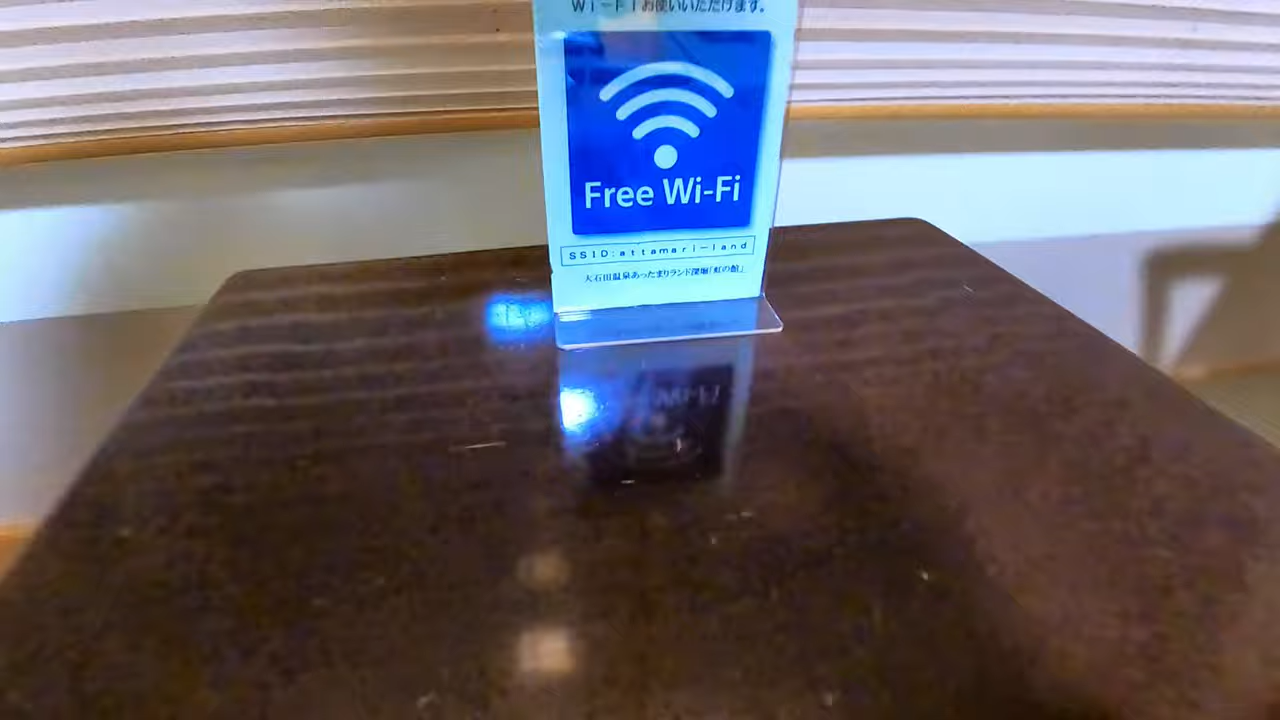 Ｗｉ－Ｆｉお使いいただけます。
Free Wi-Fi
ＳＳＩＤ：ａｔｔａｍａｒｉ－ｌａｎｄ
大石田温泉あったまりランド深堀「虹の館」